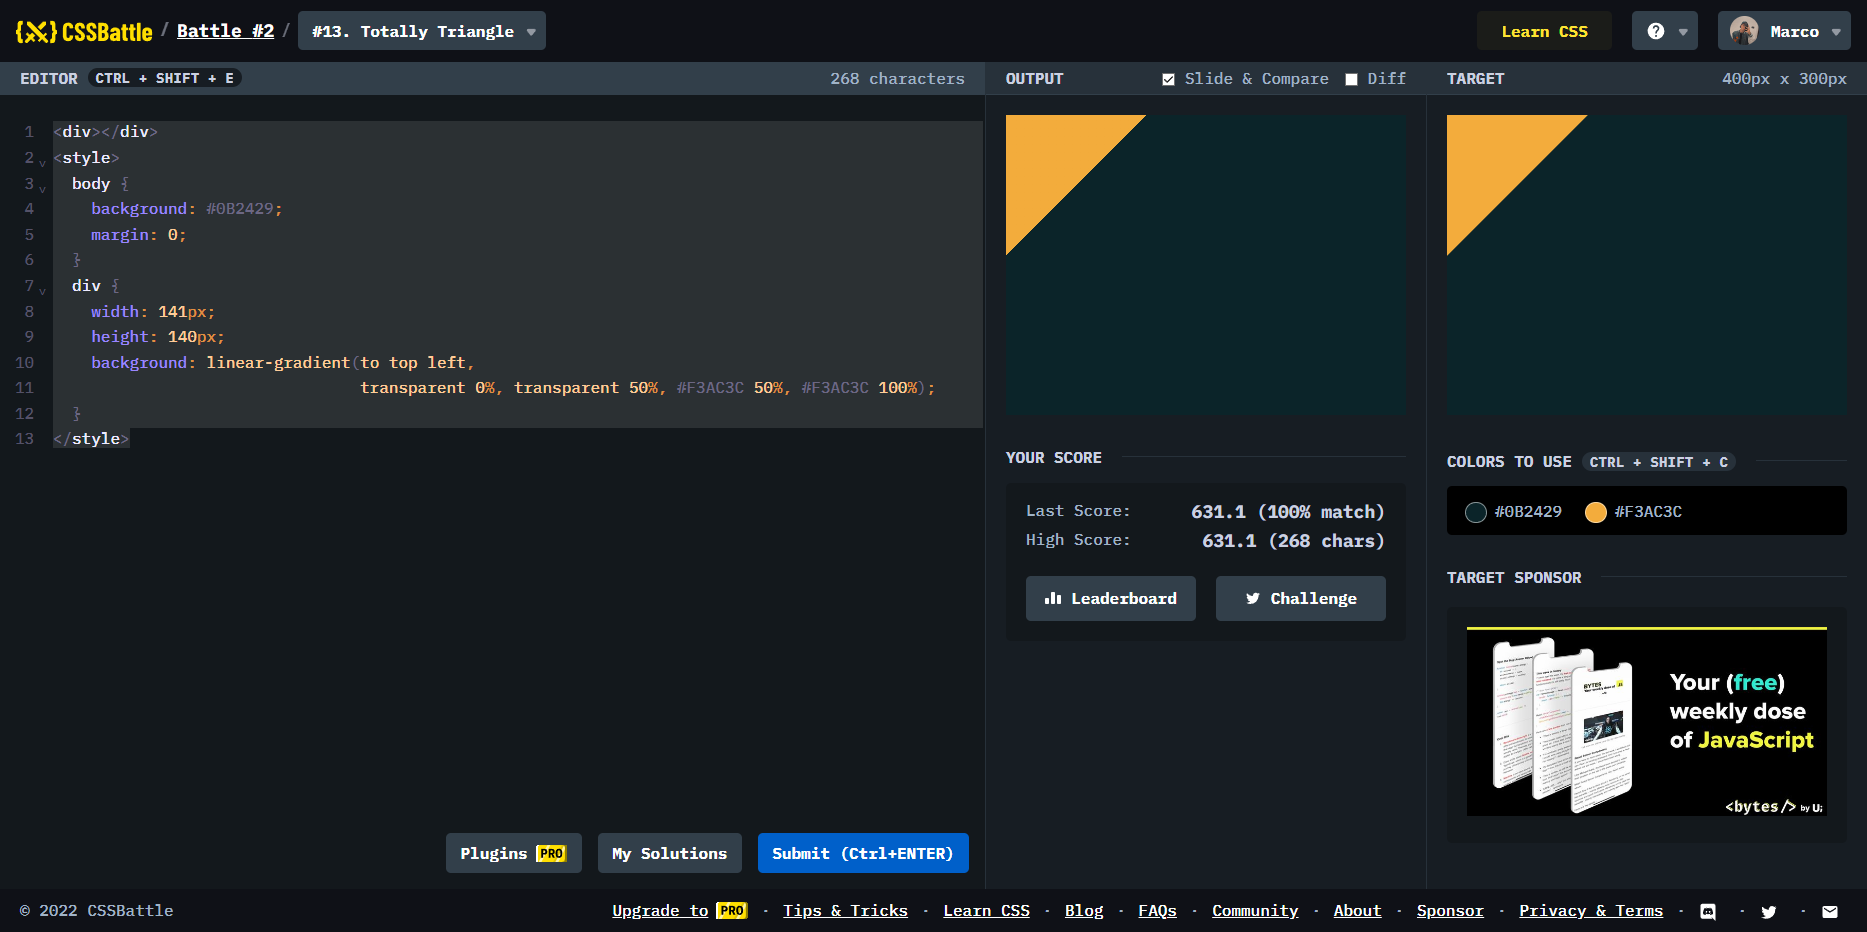 {X} CSSBattle / Battle #2 / #13. Totally Triangle
Learn CSS
Marco
EDITOR CTRL + SHIFT + E 268 characters
1 <div></div>
2 <style>
3 body {
4 background: #0B2429;
5 margin: 0;
6 }
7 div {
8 width: 141px;
9 height: 140px;
10 background: linear-gradient(to top left,
11 transparent 0%, transparent 50%, #F3AC3C 50%, #F3AC3C 100%);
12 }
13 </style>
Plugins PRO
My Solutions
Submit (Ctrl+ENTER)
OUTPUT Slide & Compare Diff
YOUR SCORE
Last Score: 631.1 (100% match)
High Score: 631.1 (268 chars)
Leaderboard
Challenge
TARGET 400px x 300px
COLORS TO USE CTRL + SHIFT + C
#0B2429 #F3AC3C
TARGET SPONSOR
BYTES
Your (free)
weekly dose
of JavaScript
<bytes/> by ui;
© 2022 CSSBattle
Upgrade to PRO · Tips & Tricks · Learn CSS · Blog · FAQs · Community · About · Sponsor · Privacy & Terms · · ·